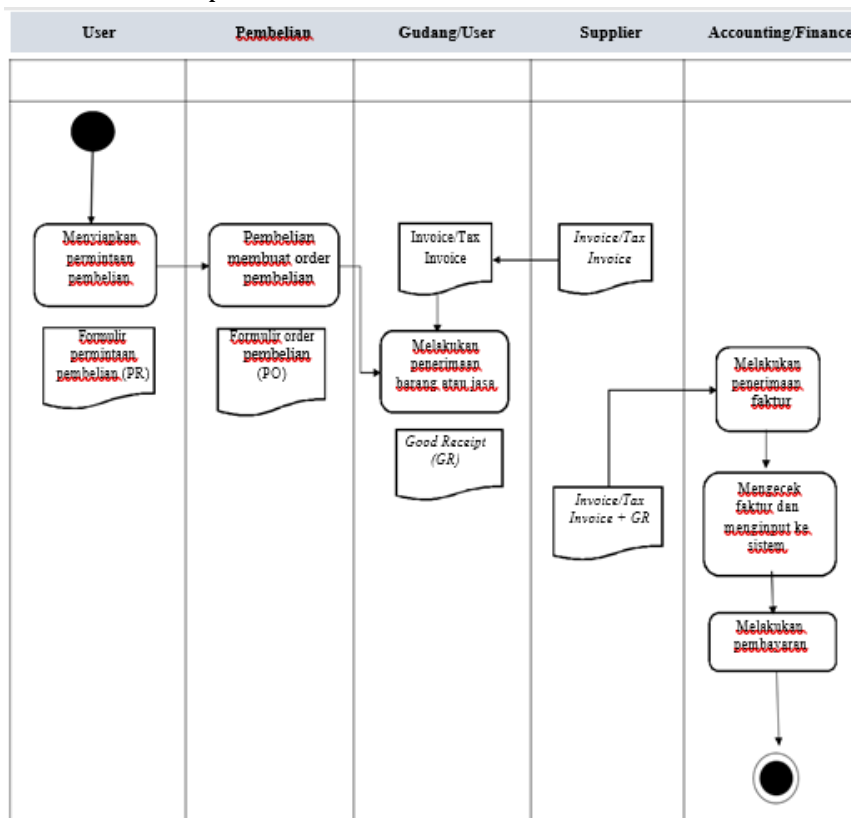 User
Pembelian
Gudang/User
Supplier
Accounting/Finance
Menyiapkan
permintaan
pembelian
Pembelian
membuat order
pembelian
Invoice/Tax
Invoice
Invoice/Tax
Invoice
Formulir
permintaan
pembelian (PR)
Formulir order
pembelian
(PO)
Melakukan
penerimaan
barang atau jasa
Melakukan
penerimaan
faktur
Good Receipt
(GR)
Invoice/Tax
Invoice + GR
Mengecek
faktur dan
menginput ke
sistem
Melakukan
pembayaran